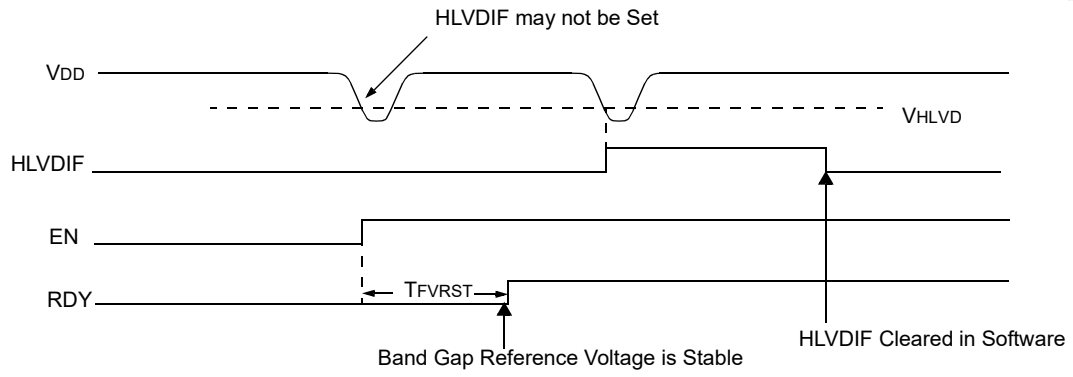 HLVDIF may not be Set
VDD
VHLVD
HLVDIF
EN
RDY
TFVRST
HLVDIF Cleared in Software
Band Gap Reference Voltage is Stable